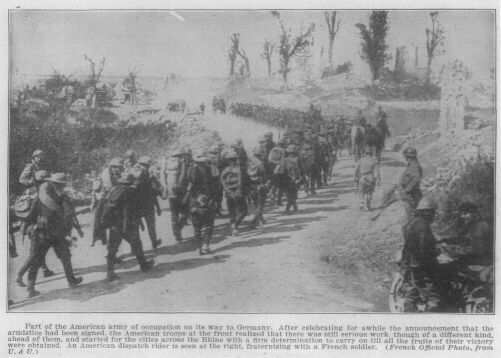 Part of the American army of occupation on its way to Germany. After celebrating for awhile the announcement that the
armistice had been signed, the American troops at the front realized that there was still serious work, though of a different kind,
ahead of them, and started for the cities across the Rhine with a firm determination to carry on till all the fruits of their victory
were obtained. An American dispatch rider is seen at the right, fraternizing with a French soldier. (French Official Photo, from
U. & U.)